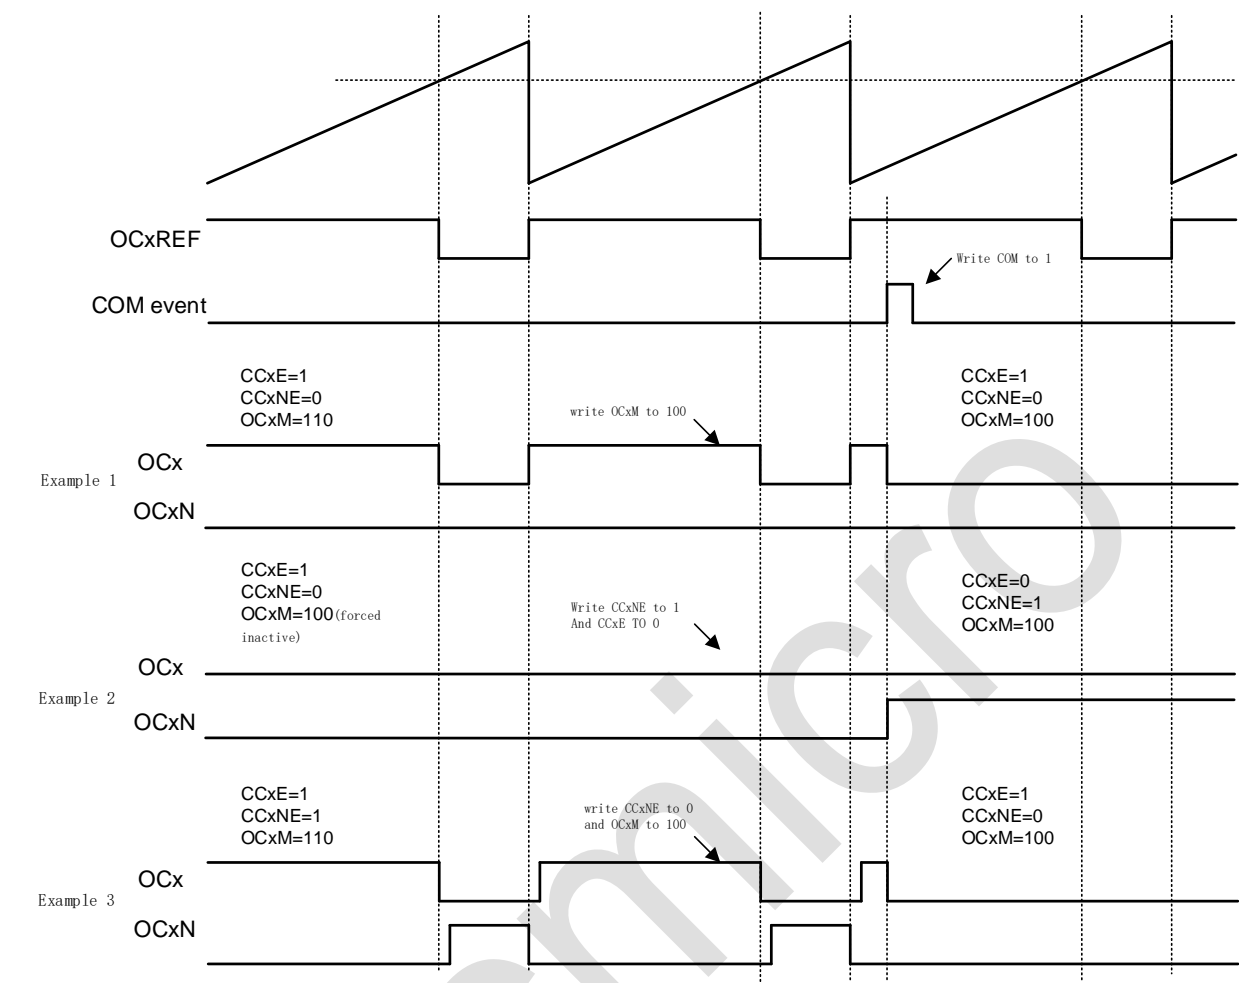 OCxREF
Write COM to 1
COM event
CCxE=1
CCxNE=0
OCxM=110
write OCxM to 100
CCxE=1
CCxNE=0
OCxM=100
OCx
Example 1
OCxN
CCxE=1
CCxNE=0
OCxM=100(forced
inactive)
Write CCxNE to 1
And CCxE TO 0
CCxE=0
CCxNE=1
OCxM=100
OCx
Example 2
OCxN
CCxE=1
CCxNE=1
OCxM=110
write CCxNE to 0
and OCxM to 100
CCxE=1
CCxNE=0
OCxM=100
OCx
Example 3
OCxN
micro